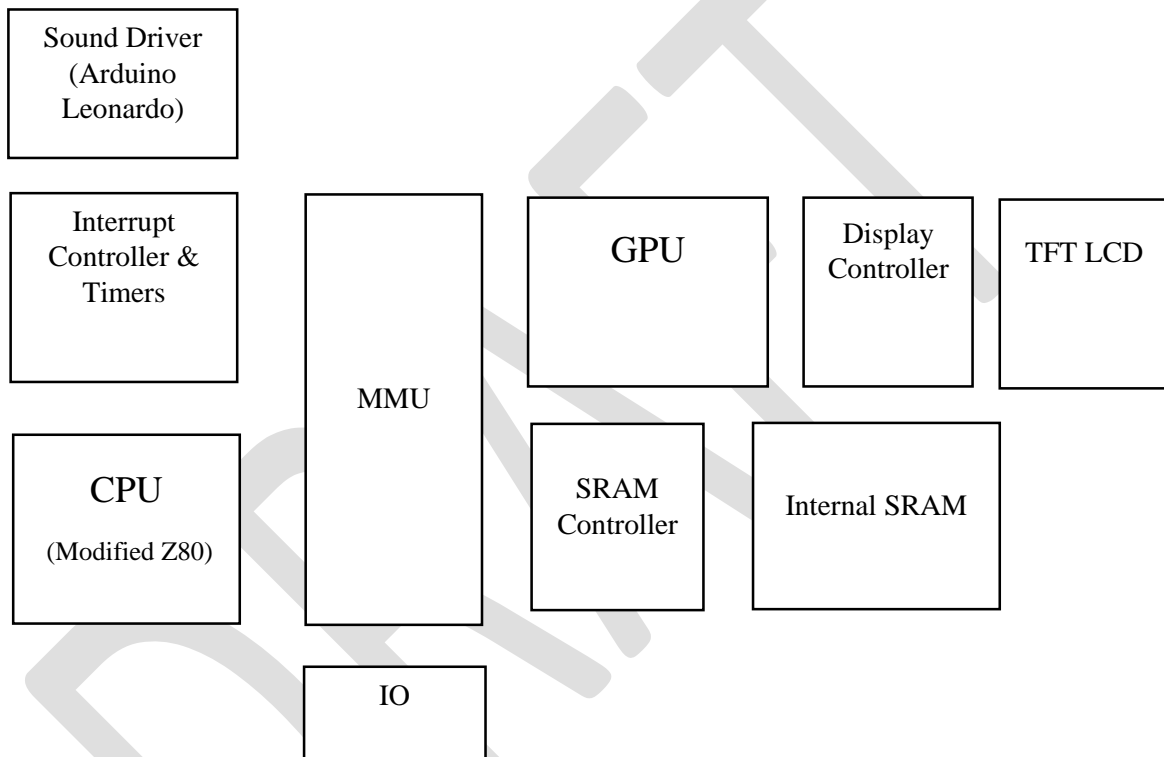 Sound Driver
(Arduino
Leonardo)
Interrupt
Controller &
Timers
MMU
GPU
Display
Controller
TFT LCD
CPU
(Modified Z80)
SRAM
Controller
Internal SRAM
IO
DRAFT